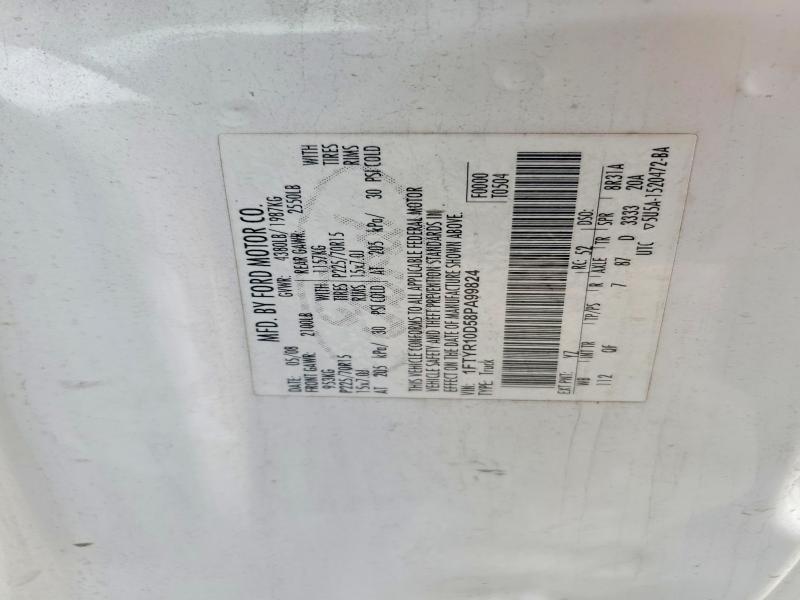 MFD. BY FORD MOTOR CO.
DATE: 05/08 GVWR: 4380LB/ 1987KG
FRONT GAWR: 2100LB REAR GAWR: 2550LB
953KG WITH 1157KG WITH
P225/70R15 TIRES P225/70R15 TIRES
15x7.0J RIMS 15x7.0J RIMS
AT 205 kPa/ 30 PSI COLD AT 205 kPa/ 30 PSI COLD
THIS VEHICLE CONFORMS TO ALL APPLICABLE FEDERAL MOTOR
VEHICLE SAFETY AND THEFT PREVENTION STANDARDS IN
EFFECT ON THE DATE OF MANUFACTURE SHOWN ABOVE.
VIN: 1FTYR10D58PA99824 F0000
TYPE: Truck T0504
EXT PNT: YZ RC: 52 DSO:
WB INT TR TP/PS R AXLE TR SPR
112 OF 7 87 D 3333 BR31A
20A
UTC ▽5U5A-1520472-BA